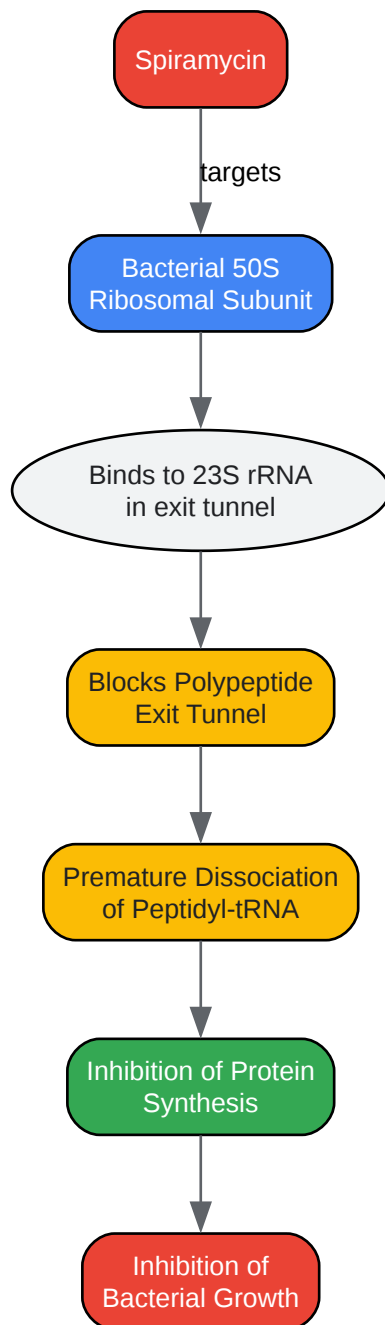 Spiramycin
targets
Bacterial 50S
Ribosomal Subunit
Binds to 23S rRNA
in exit tunnel
Blocks Polypeptide
Exit Tunnel
Premature Dissociation
of Peptidyl-tRNA
Inhibition of Protein
Synthesis
Inhibition of
Bacterial Growth